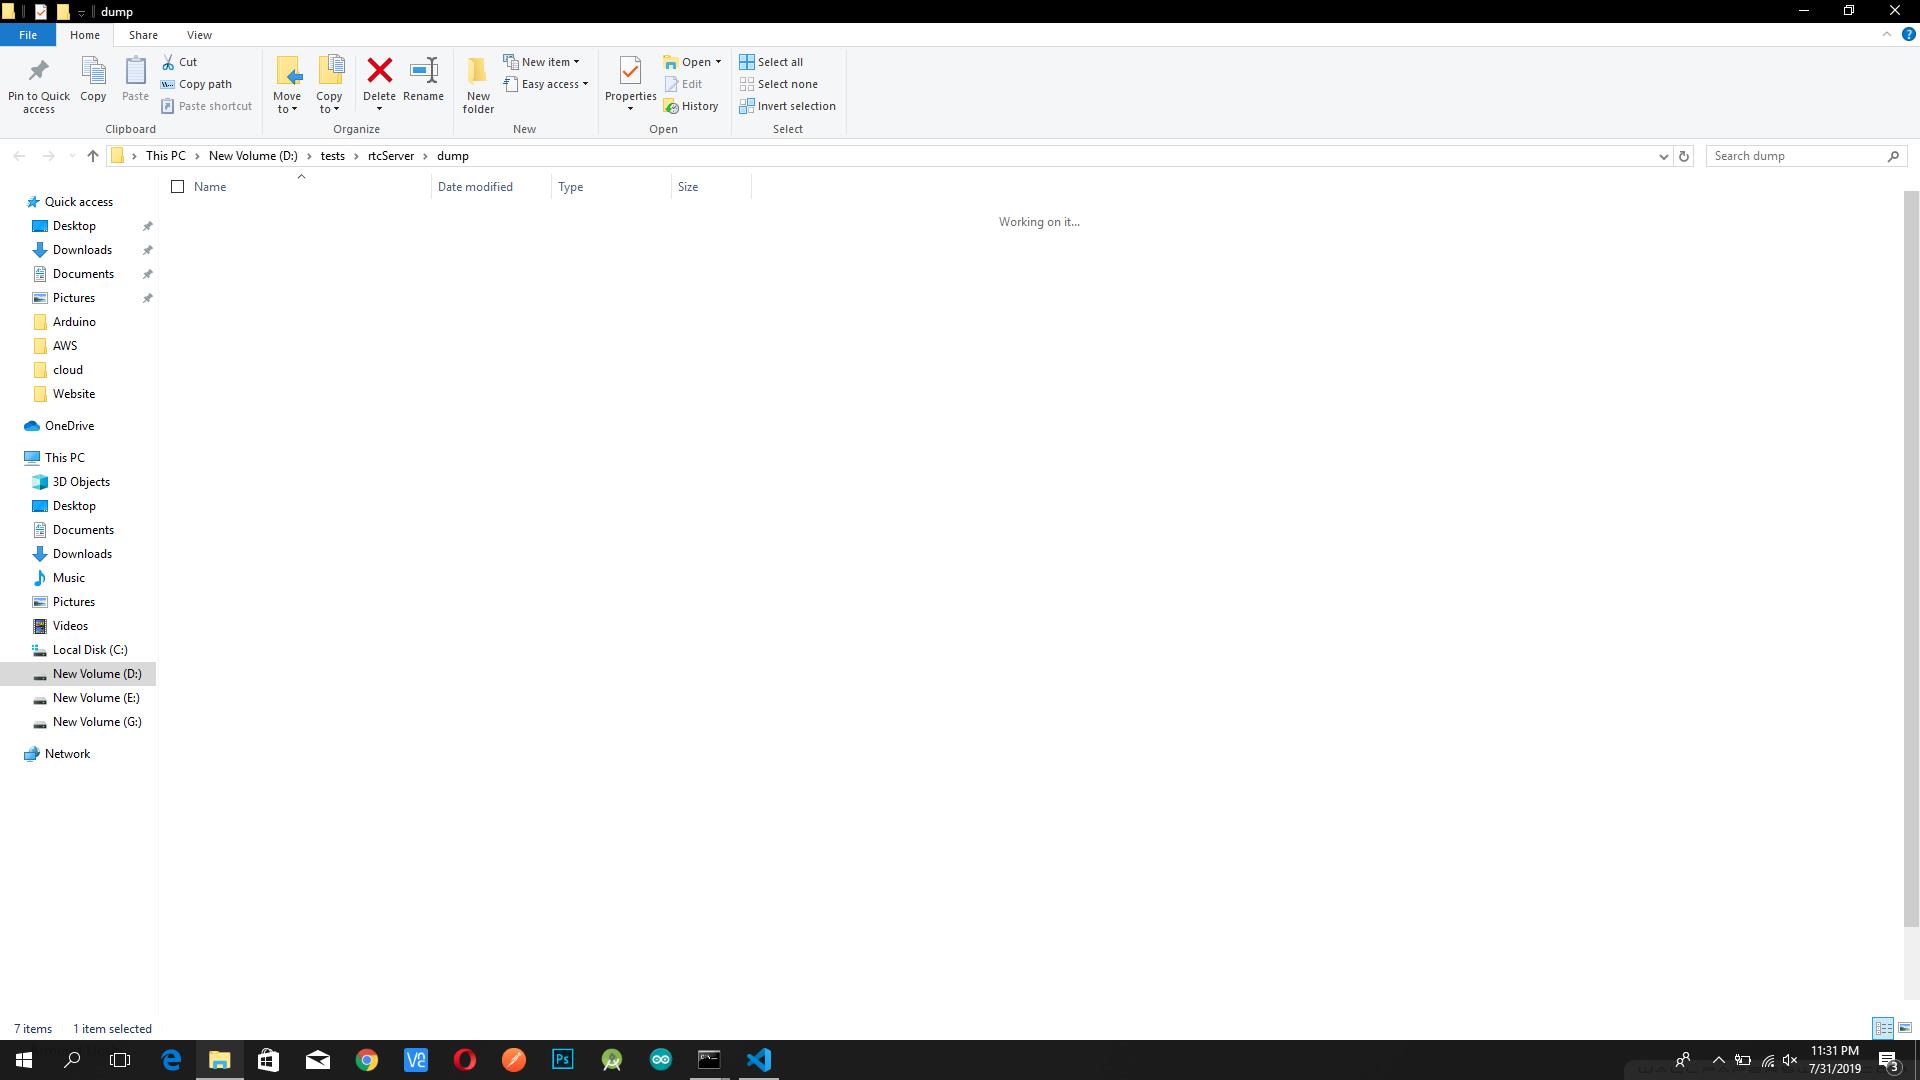 dump
File Home Share View
Pin to Quick access
Copy
Paste
Cut
Copy path
Paste shortcut
Clipboard
Move to
Copy to
Delete
Rename
Organize
New folder
New item
Easy access
New
Properties
Open
Edit
History
Open
Select all
Select none
Invert selection
Select
This PC > New Volume (D:) > tests > rtcServer > dump
Search dump
Name Date modified Type Size
Working on it...
Quick access
Desktop
Downloads
Documents
Pictures
Arduino
AWS
cloud
Website
OneDrive
This PC
3D Objects
Desktop
Documents
Downloads
Music
Pictures
Videos
Local Disk (C:)
New Volume (D:)
New Volume (E:)
New Volume (G:)
Network
7 items 1 item selected
Ps
11:31 PM
7/31/2019
3